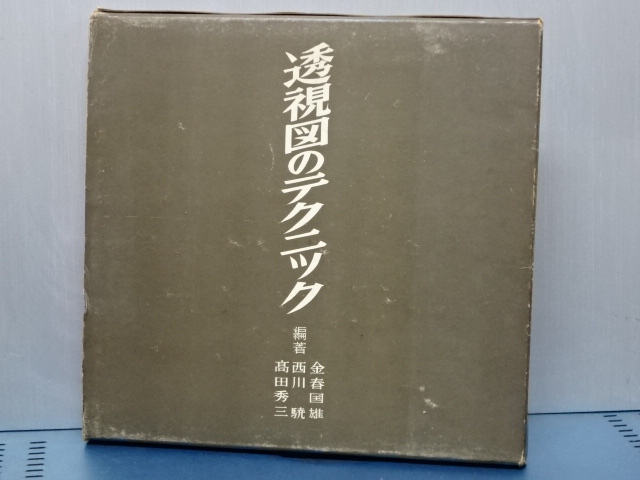 透視図のテクニック
編著
金春国雄
西川驍
髙田秀三